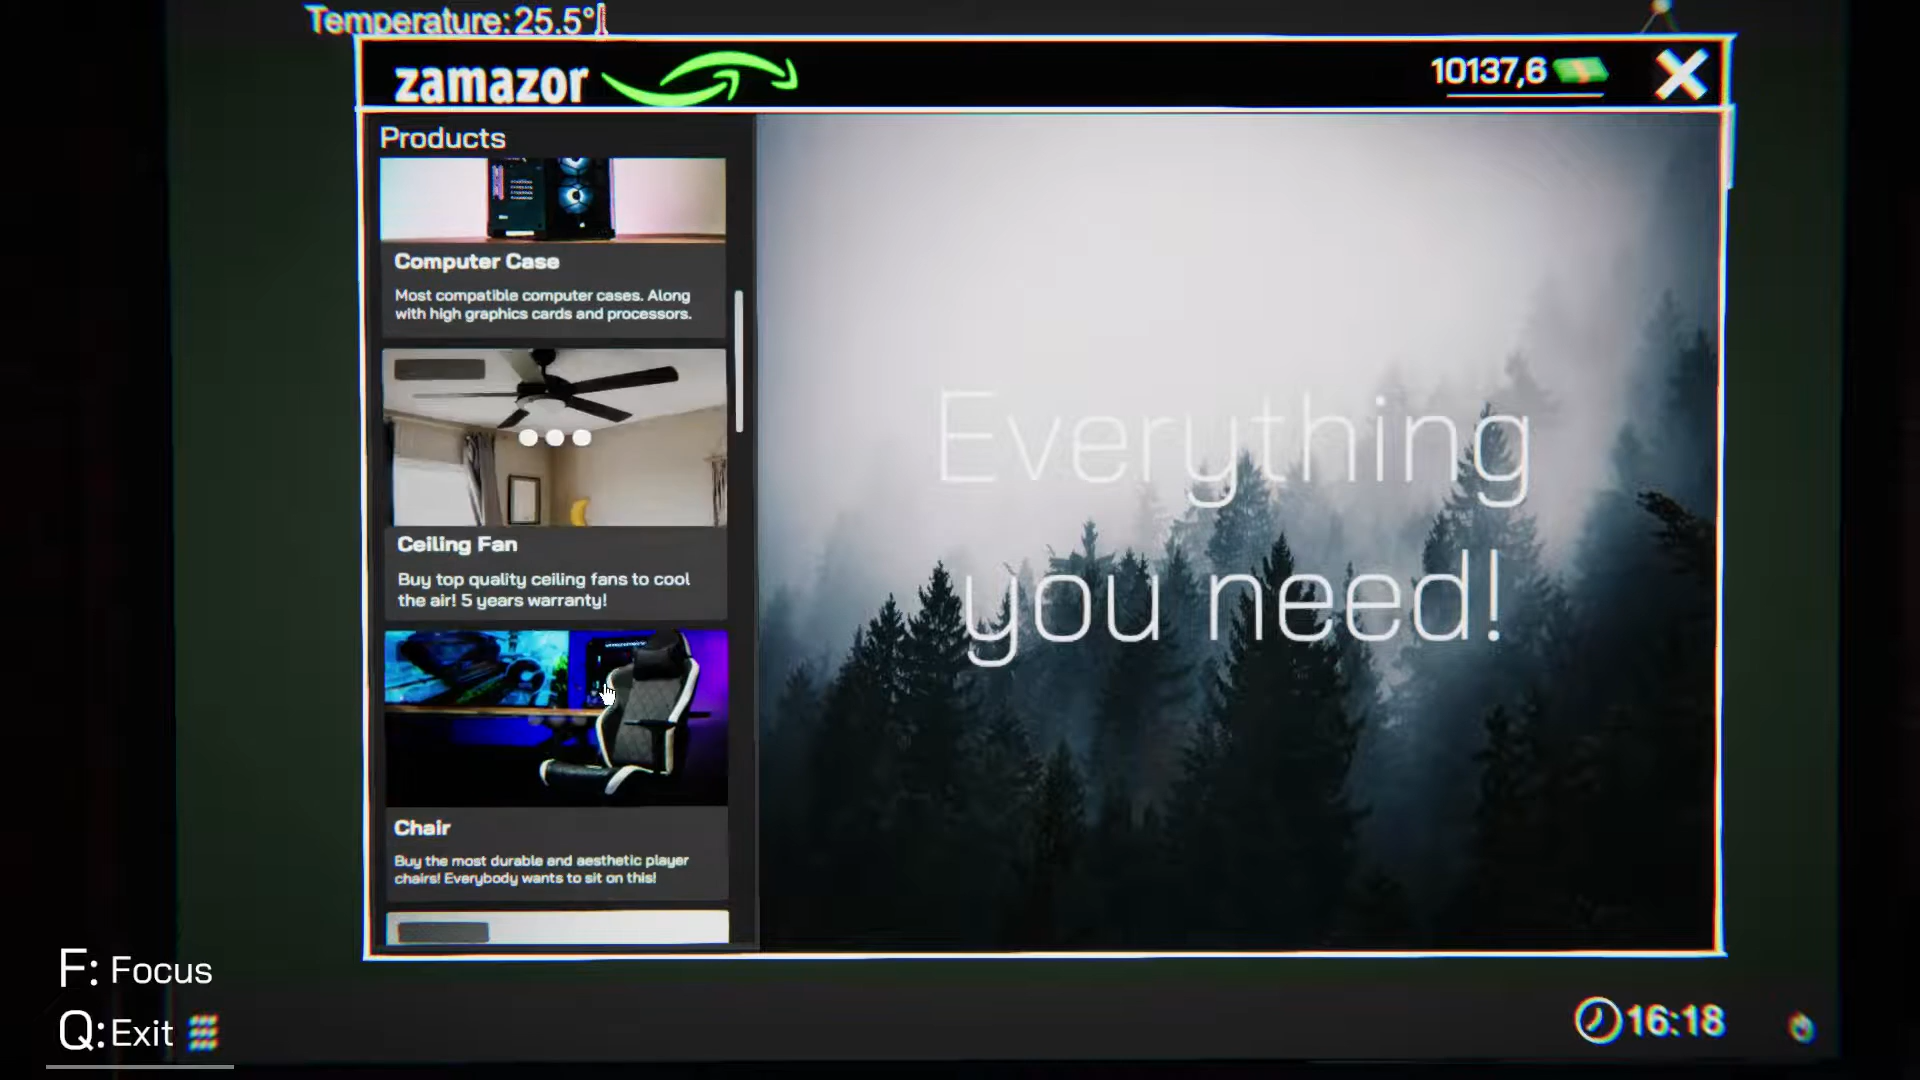 Temperature:25.5°
zamazor
10137,6
Products
Computer Case
Most compatible computer cases. Along
with high graphics cards and processors.
Ceiling Fan
Buy top quality ceiling fans to cool
the air! 5 years warranty!
Chair
Buy the most durable and aesthetic player
chairs! Everybody wants to sit on this!
Everything
you need!
F: Focus
Q:Exit
16:18